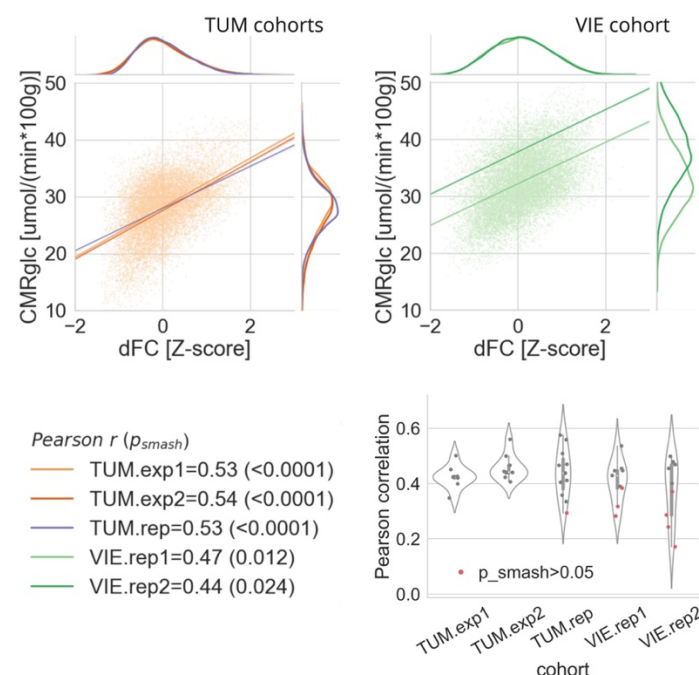 TUM cohorts
VIE cohort
CMRglc [umol/(min*100g)]
50
40
30
20
10
−2
0
2
dFC [Z-score]
CMRglc [umol/(min*100g)]
50
40
30
20
10
−2
0
2
dFC [Z-score]
Pearson r (p_smash)
TUM.exp1=0.53 (<0.0001)
TUM.exp2=0.54 (<0.0001)
TUM.rep=0.53 (<0.0001)
VIE.rep1=0.47 (0.012)
VIE.rep2=0.44 (0.024)
Pearson correlation
0.6
0.4
0.2
0.0
p_smash>0.05
TUM.exp1
TUM.exp2
TUM.rep
VIE.rep1
VIE.rep2
cohort